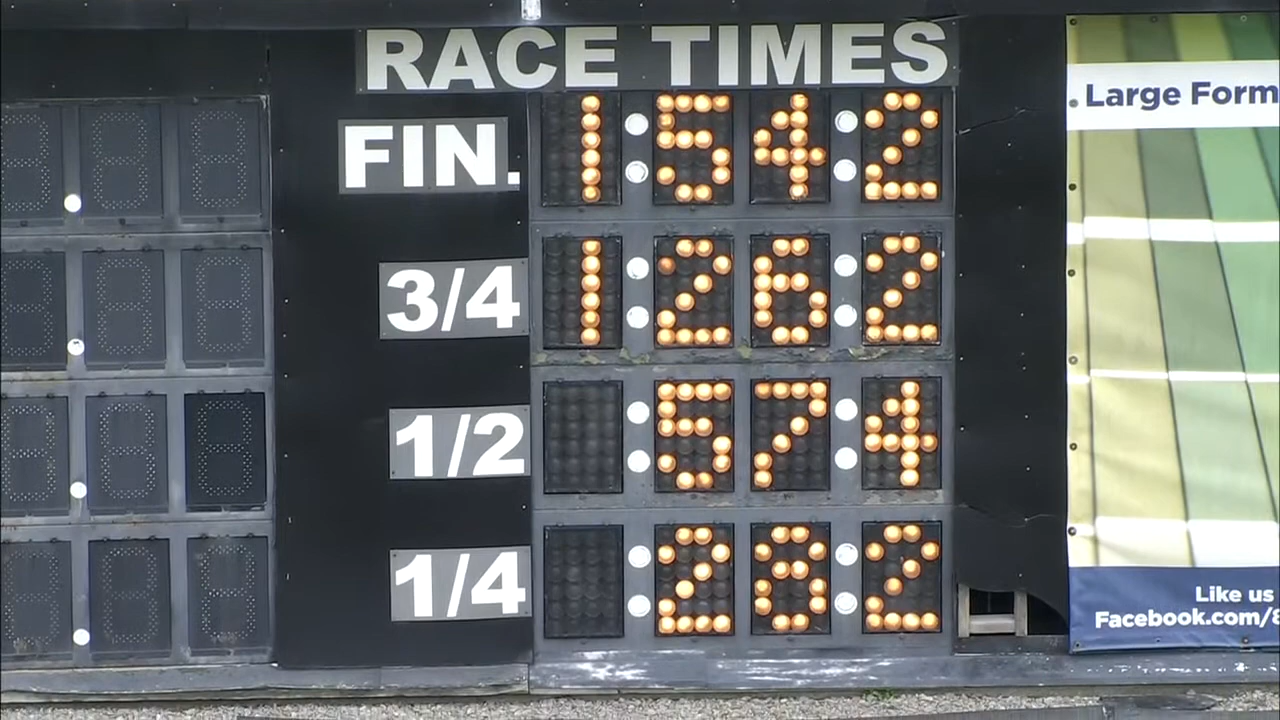 RACE TIMES
FIN. 1:54:2
3/4 1:26:2
1/2 :57:4
1/4 :28:2
Large Form
Like us
Facebook.com/